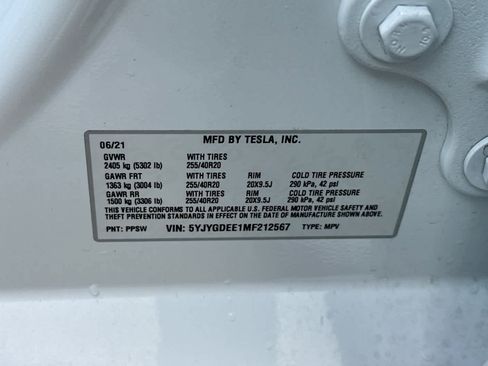 06/21 MFD BY TESLA, INC.
GVWR WITH TIRES
2405 kg (5302 lb) 255/40R20
GAWR FRT WITH TIRES RIM COLD TIRE PRESSURE
1363 kg (3004 lb) 255/40R20 20X9.5J 290 kPa, 42 psi
GAWR RR WITH TIRES RIM COLD TIRE PRESSURE
1500 kg (3306 lb) 255/40R20 20X9.5J 290 kPa, 42 psi
THIS VEHICLE CONFORMS TO ALL APPLICABLE U.S. FEDERAL MOTOR VEHICLE SAFETY AND
THEFT PREVENTION STANDARDS IN EFFECT ON THE DATE OF MANUFACTURE SHOWN ABOVE.
PNT: PPSW VIN: 5YJYGDEE1MF212567 TYPE: MPV